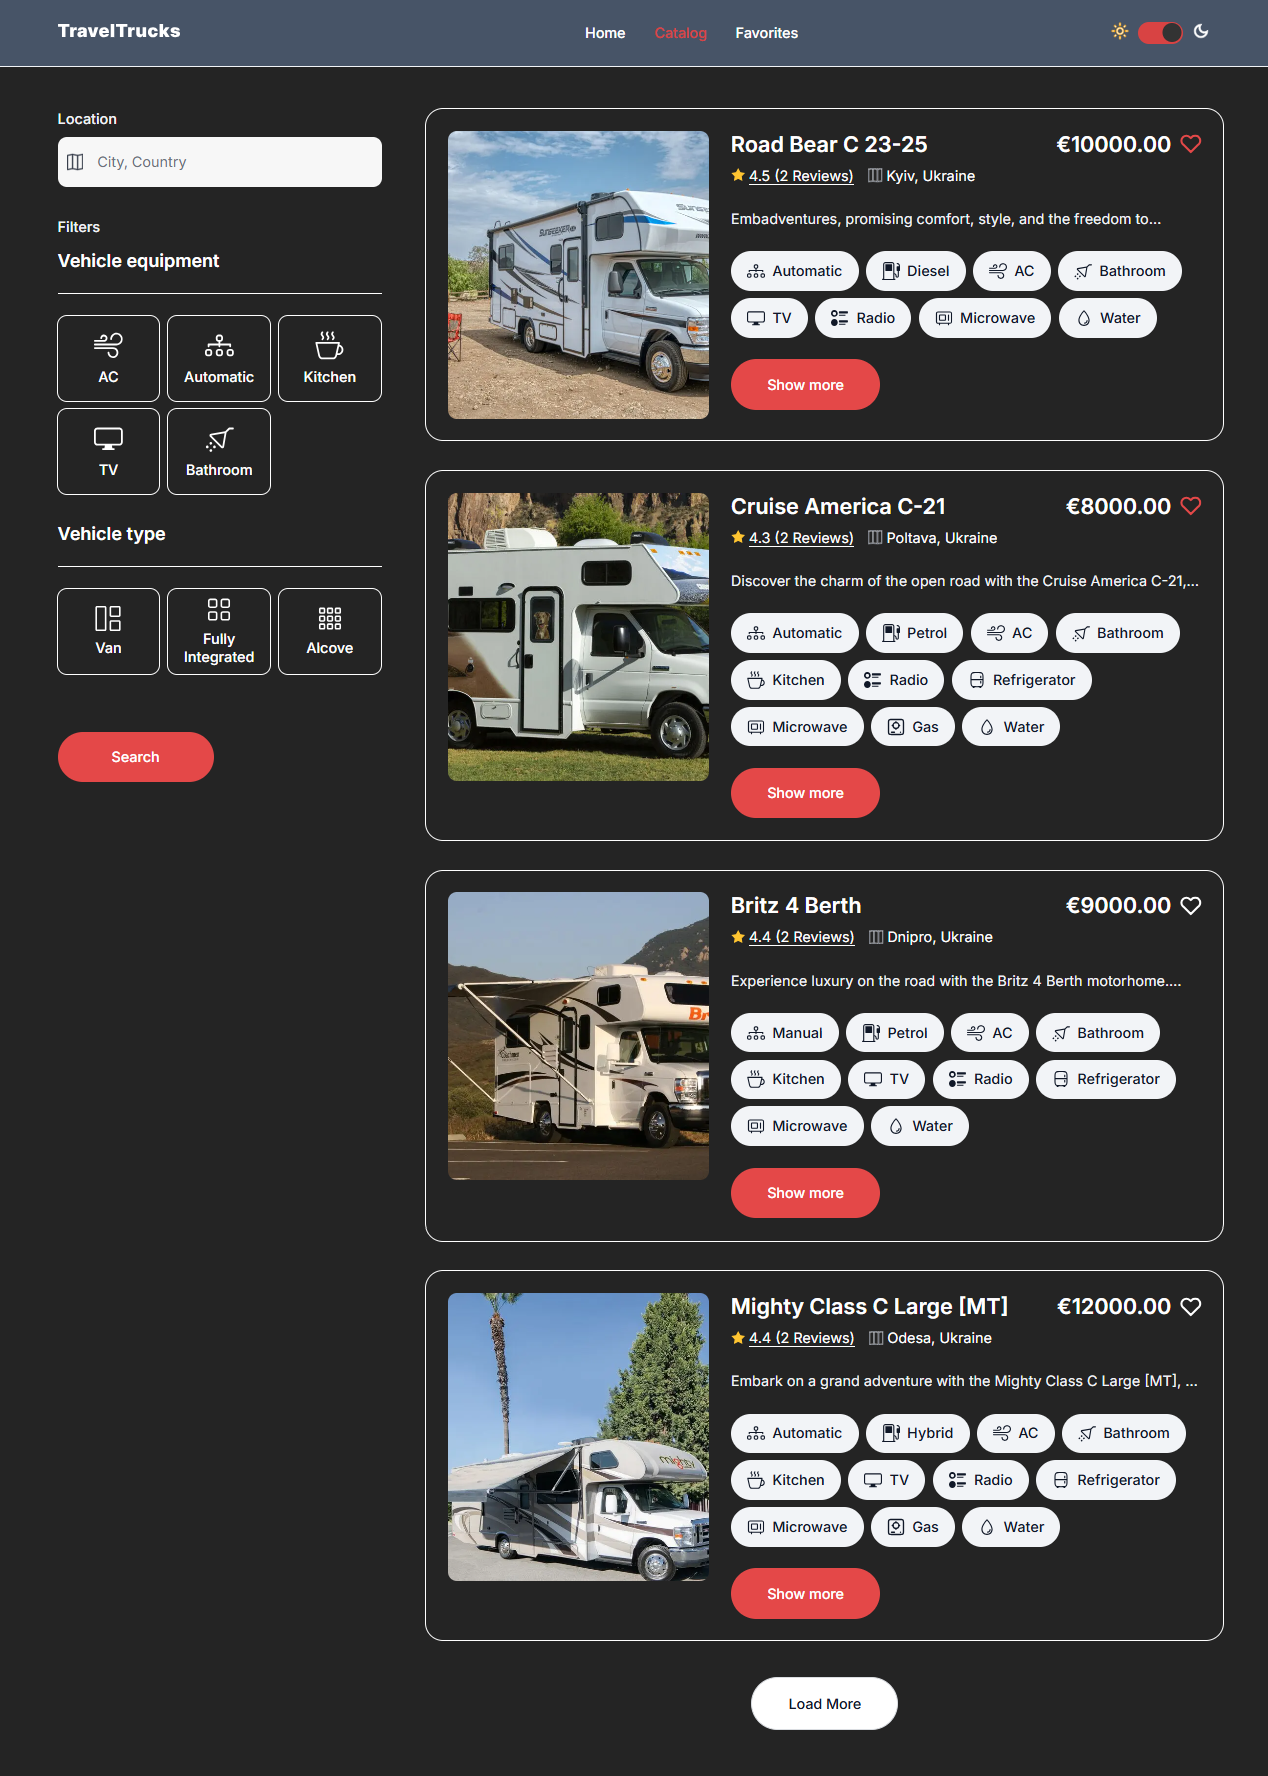 TravelTrucks
Home
Catalog
Favorites
Location
City, Country
Filters
Vehicle equipment
AC
Automatic
Kitchen
TV
Bathroom
Vehicle type
Van
Fully
Integrated
Alcove
Search
Road Bear C 23-25
€10000.00
4.5 (2 Reviews)
Kyiv, Ukraine
Embadventures, promising comfort, style, and the freedom to...
Automatic
Diesel
AC
Bathroom
TV
Radio
Microwave
Water
Show more
Cruise America C-21
€8000.00
4.3 (2 Reviews)
Poltava, Ukraine
Discover the charm of the open road with the Cruise America C-21,...
Automatic
Petrol
AC
Bathroom
Kitchen
Radio
Refrigerator
Microwave
Gas
Water
Show more
Britz 4 Berth
€9000.00
4.4 (2 Reviews)
Dnipro, Ukraine
Experience luxury on the road with the Britz 4 Berth motorhome....
Manual
Petrol
AC
Bathroom
Kitchen
TV
Radio
Refrigerator
Microwave
Water
Show more
Mighty Class C Large [MT]
€12000.00
4.4 (2 Reviews)
Odesa, Ukraine
Embark on a grand adventure with the Mighty Class C Large [MT], ...
mighty
Automatic
Hybrid
AC
Bathroom
Kitchen
TV
Radio
Refrigerator
Microwave
Gas
Water
Show more
Load More